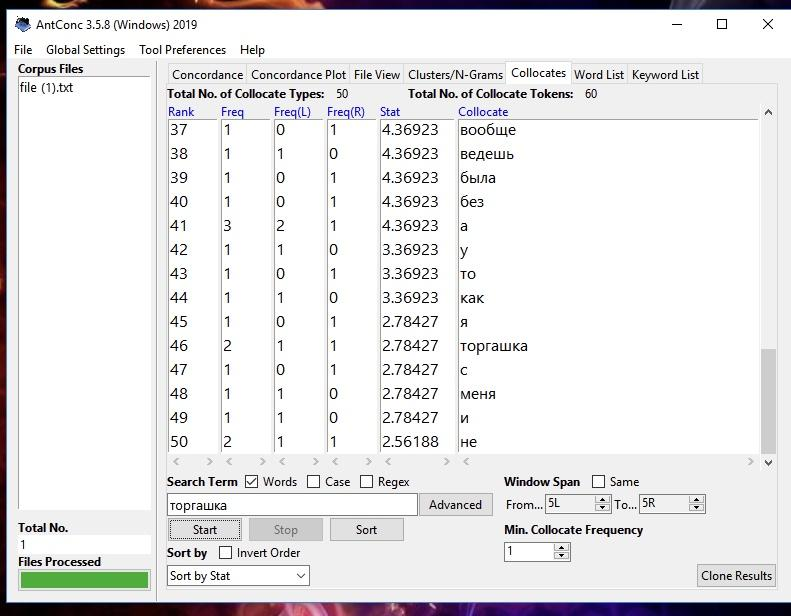 AntConc 3.5.8 (Windows) 2019
File Global Settings Tool Preferences Help
Corpus Files
file (1).txt
Concordance Concordance Plot File View Clusters/N-Grams Collocates Word List Keyword List
Total No. of Collocate Types: 50 Total No. of Collocate Tokens: 60
Rank Freq Freq(L) Freq(R) Stat Collocate
37 1 0 1 4.36923 вообще
38 1 1 0 4.36923 ведешь
39 1 0 1 4.36923 была
40 1 0 1 4.36923 без
41 3 2 1 4.36923 а
42 1 1 0 3.36923 у
43 1 0 1 3.36923 то
44 1 1 0 3.36923 как
45 1 0 1 2.78427 я
46 2 1 1 2.78427 торгашка
47 1 0 1 2.78427 с
48 1 1 0 2.78427 меня
49 1 1 0 2.78427 и
50 2 1 1 2.56188 не
Search Term Words Case Regex Window Span Same
торгашка Advanced From... 5L To... 5R
Start Stop Sort Min. Collocate Frequency
Sort by Invert Order 1
Sort by Stat Clone Results
Total No.
1
Files Processed